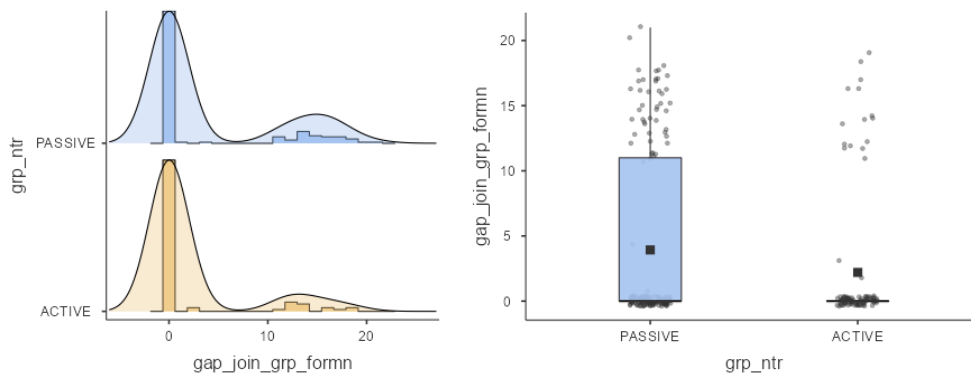 grp_ntr
PASSIVE
ACTIVE
0
10
20
gap_join_grp_formn
gap_join_grp_formn
20
15
10
5
0
PASSIVE
ACTIVE
grp_ntr